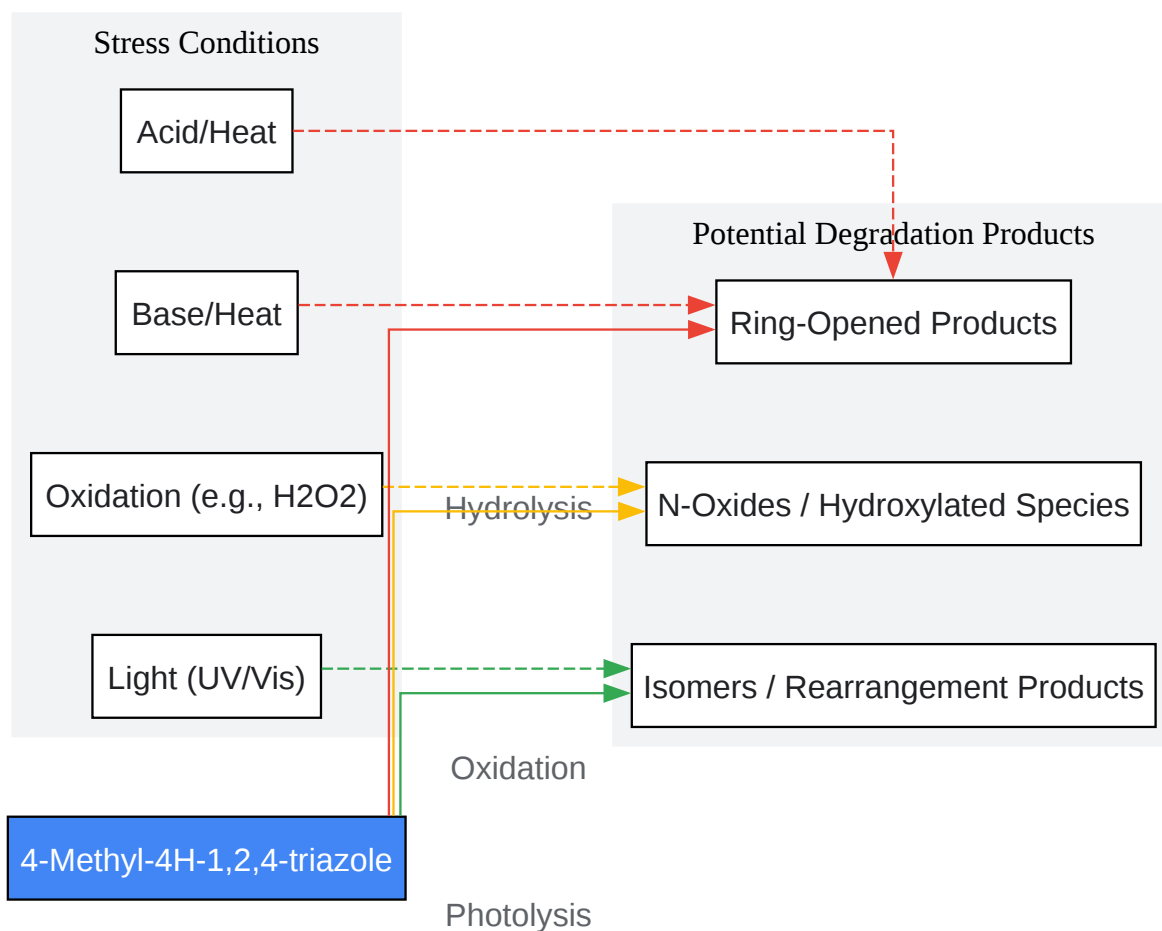 Stress Conditions
Acid/Heat
Potential Degradation Products
Base/Heat
Ring-Opened Products
Oxidation (e.g., H2O2)
Hydrolysis
N-Oxides / Hydroxylated Species
Light (UV/Vis)
Isomers / Rearrangement Products
Oxidation
4-Methyl-4H-1,2,4-triazole
Photolysis